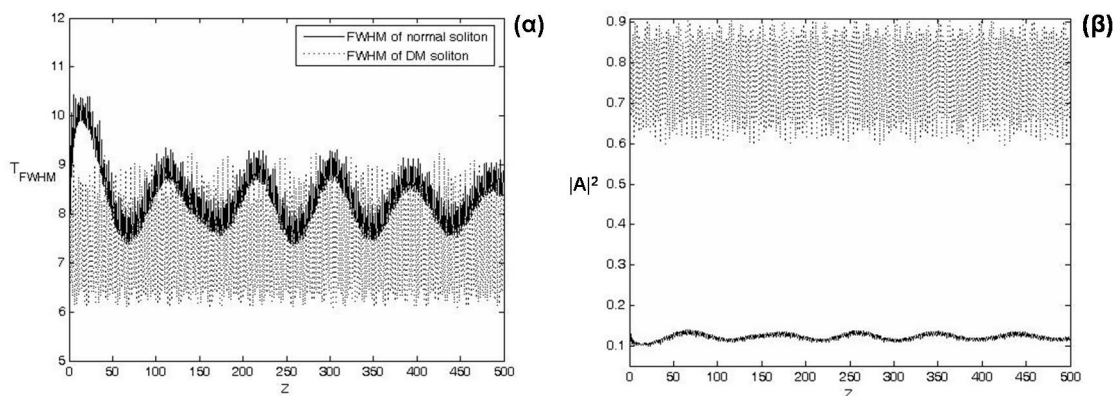 (α)
12
11
10
9
8
7
6
5
T_FWHM
FWHM of normal soliton
FWHM of DM soliton
0 50 100 150 200 250 300 350 400 450 500
Z
(β)
0.9
0.8
0.7
0.6
0.5
0.4
0.3
0.2
0.1
|A|²
0 50 100 150 200 250 300 350 400 450 500
Z